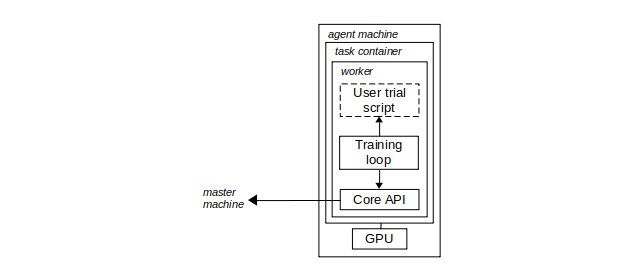 agent machine
task container
worker
User trial
script
Training
loop
Core API
master
machine
GPU